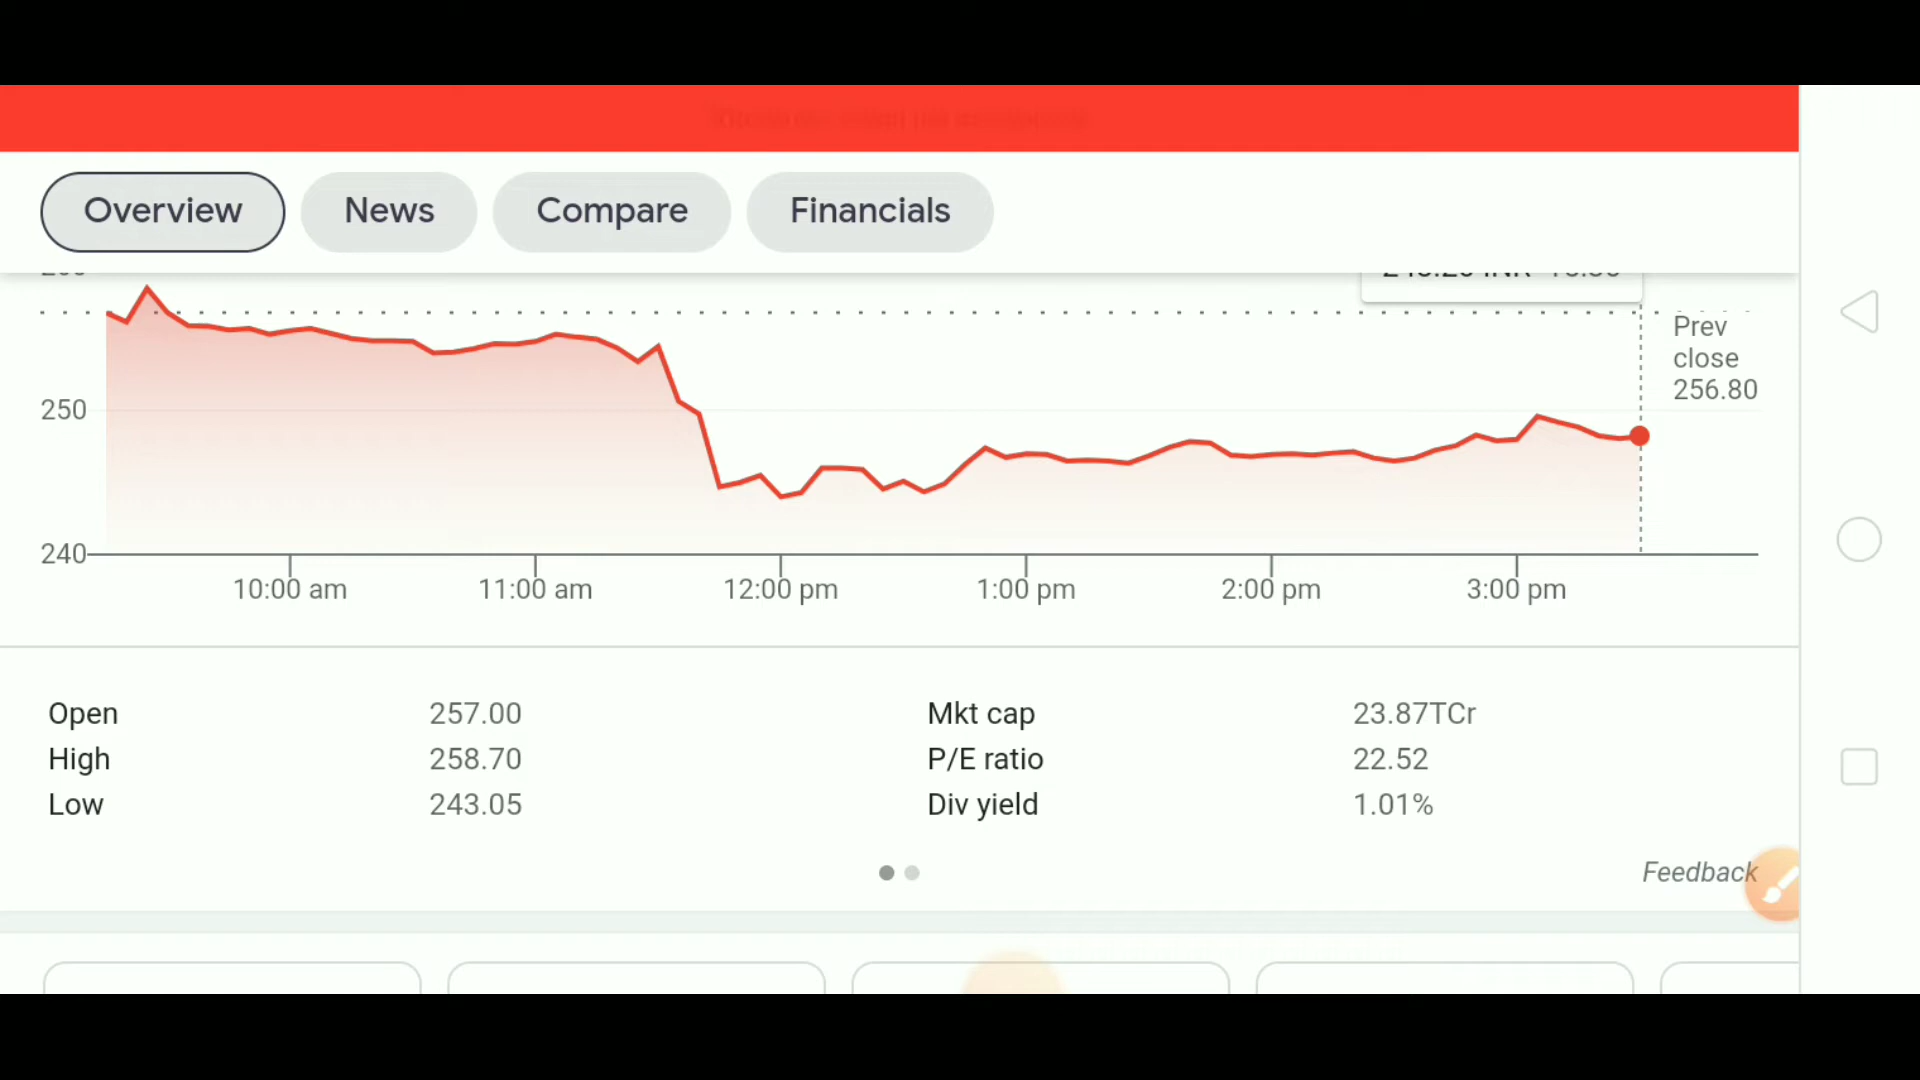 Overview News Compare Financials
Prev
close
256.80
250
240
10:00 am 11:00 am 12:00 pm 1:00 pm 2:00 pm 3:00 pm
Open 257.00 Mkt cap 23.87TCr
High 258.70 P/E ratio 22.52
Low 243.05 Div yield 1.01%
Feedback